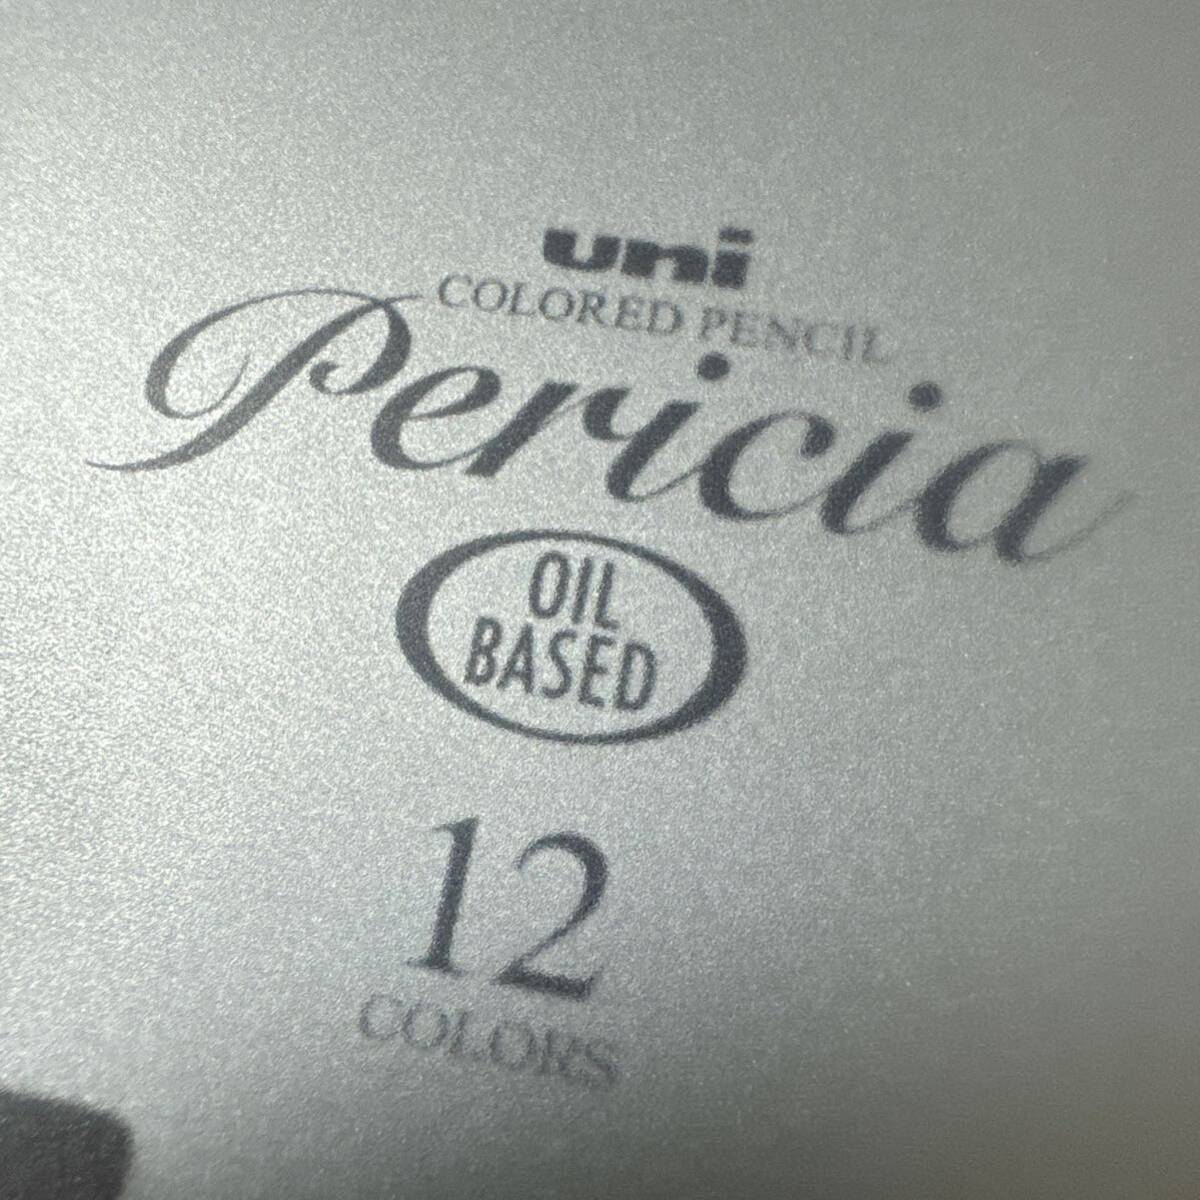 uni
COLORED PENCIL
Pericia
OIL
BASED
12
COLORS